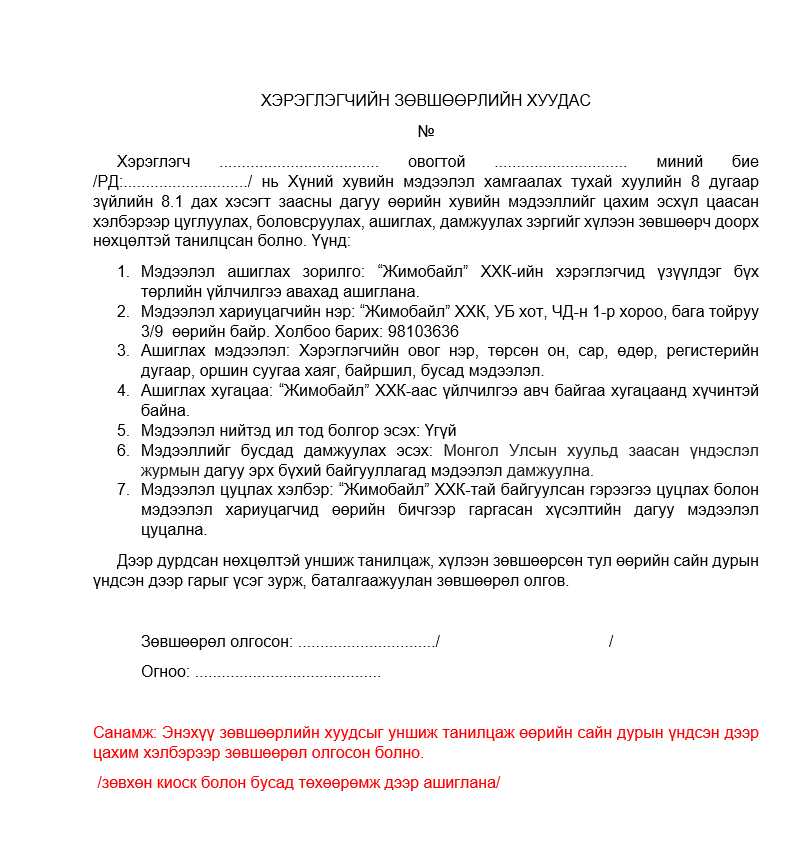 ХЭРЭГЛЭГЧИЙН ЗӨВШӨӨРЛИЙН ХУУДАС
№
Хэрэглэгч .................................... овогтой .............................. миний бие
/РД:............................/ нь Хүний хувийн мэдээлэл хамгаалах тухай хуулийн 8 дугаар
зүйлийн 8.1 дах хэсэгт заасны дагуу өөрийн хувийн мэдээллийг цахим эсхүл цаасан
хэлбэрээр цуглуулах, боловсруулах, ашиглах, дамжуулах зэргийг хүлээн зөвшөөрч доорх
нөхцөлтэй танилцсан болно. Үүнд:
1. Мэдээлэл ашиглах зорилго: “Жимобайл” ХХК-ийн хэрэглэгчид үзүүлдэг бүх
төрлийн үйлчилгээ авахад ашиглана.
2. Мэдээлэл хариуцагчийн нэр: “Жимобайл” ХХК, УБ хот, ЧД-н 1-р хороо, бага тойруу
3/9 өөрийн байр. Холбоо барих: 98103636
3. Ашиглах мэдээлэл: Хэрэглэгчийн овог нэр, төрсөн он, сар, өдөр, регистерийн
дугаар, оршин суугаа хаяг, байршил, бусад мэдээлэл.
4. Ашиглах хугацаа: “Жимобайл” ХХК-аас үйлчилгээ авч байгаа хугацаанд хүчинтэй
байна.
5. Мэдээлэл нийтэд ил тод болгор эсэх: Үгүй
6. Мэдээллийг бусдад дамжуулах эсэх: Монгол Улсын хуульд заасан үндэслэл
журмын дагуу эрх бүхий байгууллагад мэдээлэл дамжуулна.
7. Мэдээлэл цуцлах хэлбэр: “Жимобайл” ХХК-тай байгуулсан гэрээгээ цуцлах болон
мэдээлэл хариуцагчид өөрийн бичгээр гаргасан хүсэлтийн дагуу мэдээлэл
цуцална.
Дээр дурдсан нөхцөлтэй уншиж танилцаж, хүлээн зөвшөөрсөн тул өөрийн сайн дурын
үндсэн дээр гарыг үсэг зурж, баталгаажуулан зөвшөөрөл олгов.
Зөвшөөрөл олгосон: .............................../ /
Огноо: ..........................................
Санамж: Энэхүү зөвшөөрлийн хуудсыг уншиж танилцаж өөрийн сайн дурын үндсэн дээр
цахим хэлбэрээр зөвшөөрөл олгосон болно.
/зөвхөн киоск болон бусад төхөөрөмж дээр ашиглана/